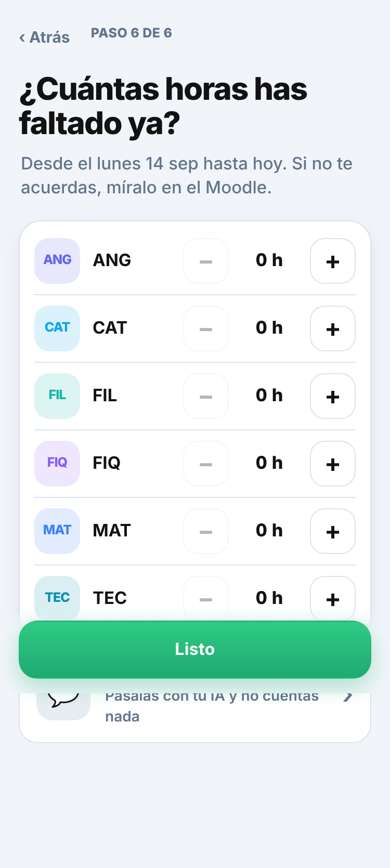 ‹ Atrás
PASO 6 DE 6
¿Cuántas horas has
faltado ya?
Desde el lunes 14 sep hasta hoy. Si no te
acuerdas, míralo en el Moodle.
ANG ANG − 0 h +
CAT CAT − 0 h +
FIL FIL − 0 h +
FIQ FIQ − 0 h +
MAT MAT − 0 h +
TEC TEC − 0 h +
Listo
Pásalas con tu IA y no cuentas
nada